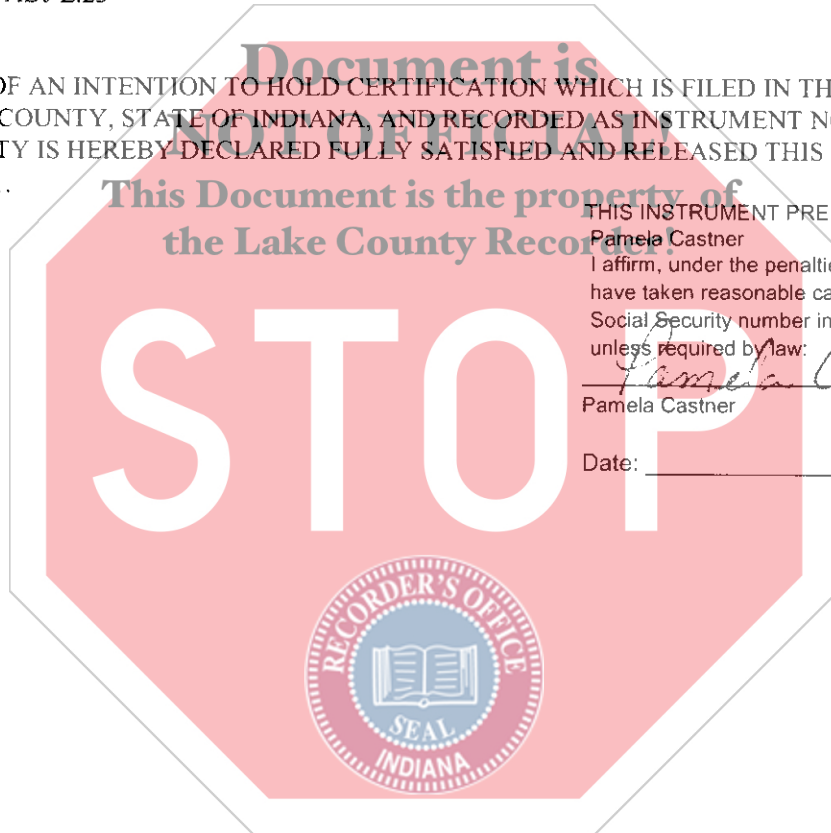 Document is
OF AN INTENTION TO HOLD CERTIFICATION WHICH IS FILED IN TH
COUNTY, STATE OF INDIANA, AND RECORDED AS INSTRUMENT N
NOT OFFICIAL!
TY IS HEREBY DECLARED FULLY SATISFIED AND RELEASED THIS
This Document is the property of
the Lake County Recorder!
THIS INSTRUMENT PRE
Pamela Castner
I affirm, under the penaltie
have taken reasonable ca
Social Security number in
unless required by law:
Pamela C
Pamela Castner
Date:
STOP
RECORDER'S OFFICE
SEAL
INDIANA